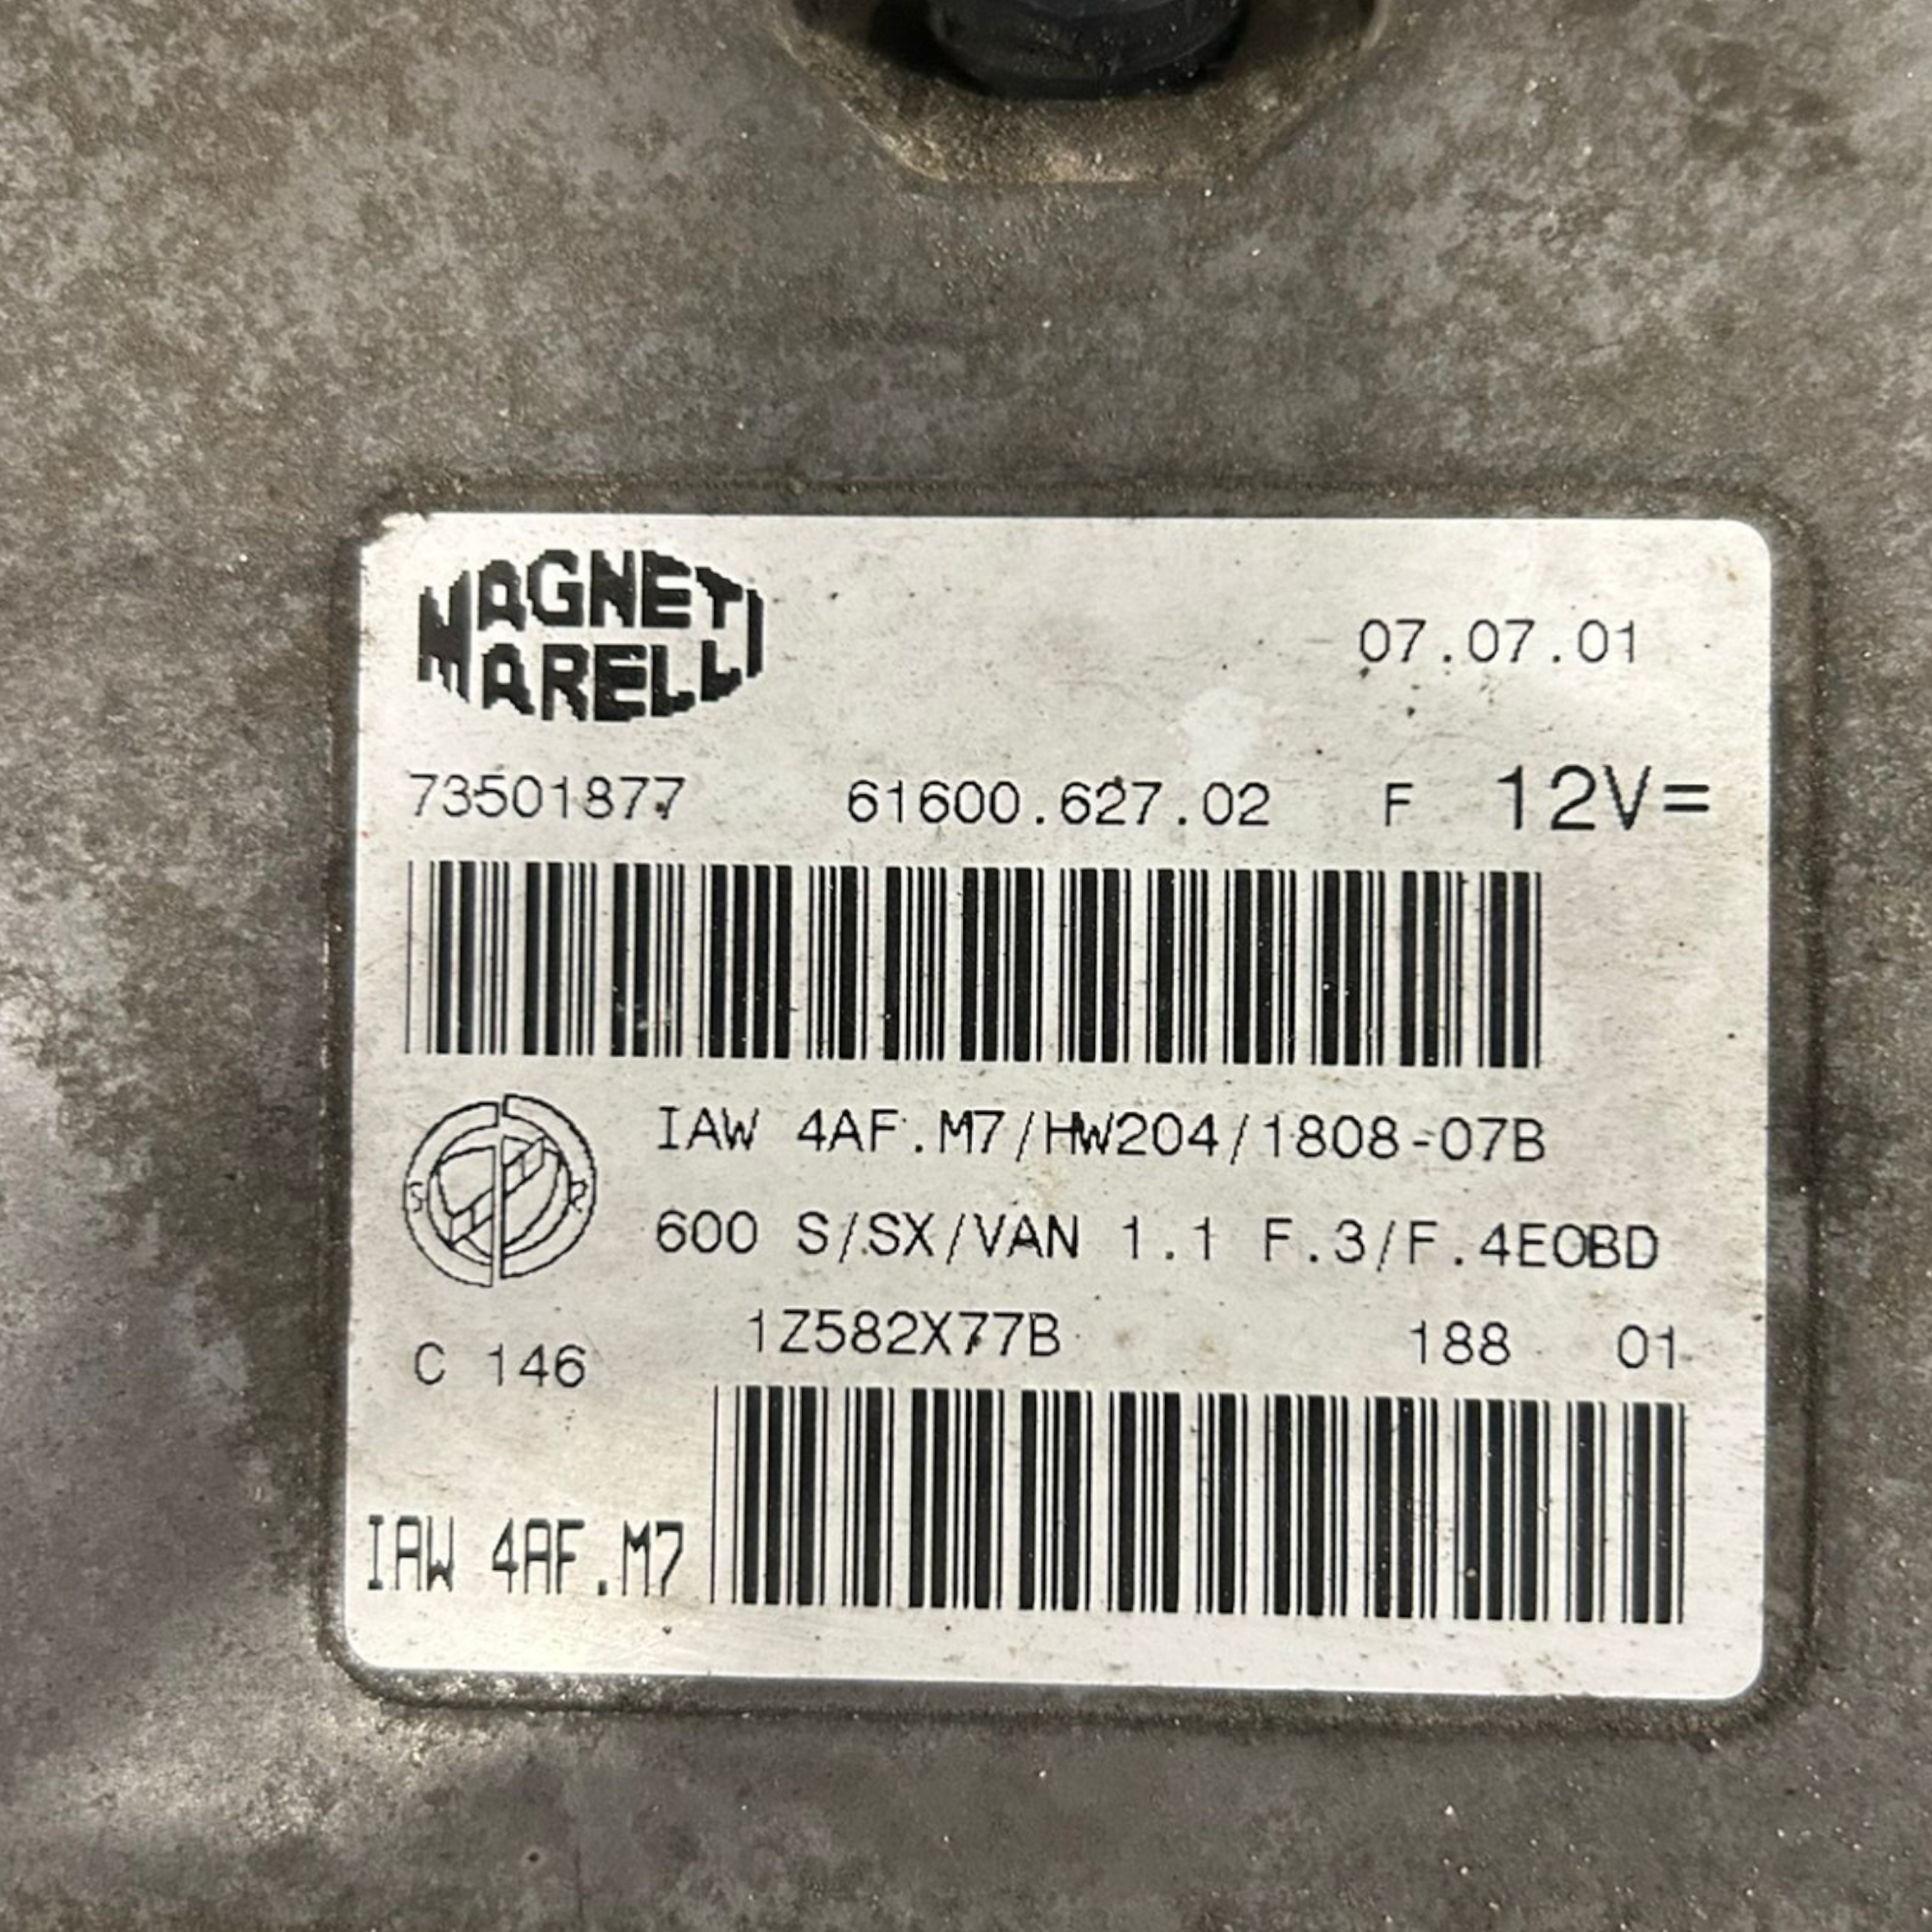 MAGNETI
MARELLI
07.07.01
73501877 61600.627.02 F 12V=
IAW 4AF.M7/HW204/1808-07B
S R
600 S/SX/VAN 1.1 F.3/F.4EOBD
1Z582X77B 188 01
C 146
IAW 4AF.M7